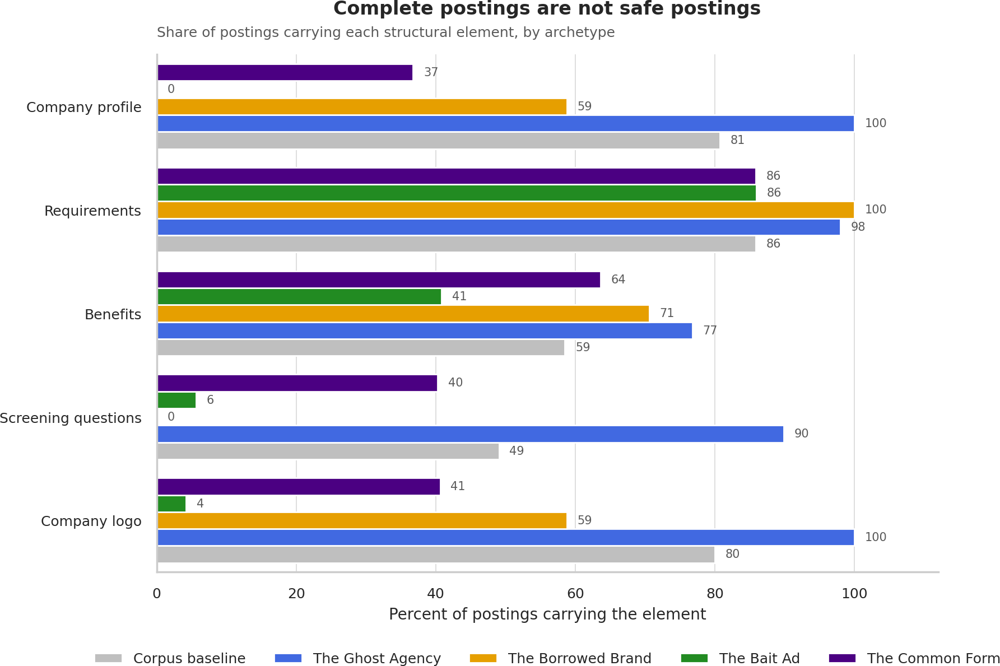 Complete postings are not safe postings
Share of postings carrying each structural element, by archetype
37
0
Company profile
59
100
81
86
86
Requirements
100
98
86
64
41
Benefits
71
77
59
40
6
Screening questions
0
90
49
41
4
Company logo
59
100
80
0 20 40 60 80 100
Percent of postings carrying the element
Corpus baseline The Ghost Agency The Borrowed Brand The Bait Ad The Common Form